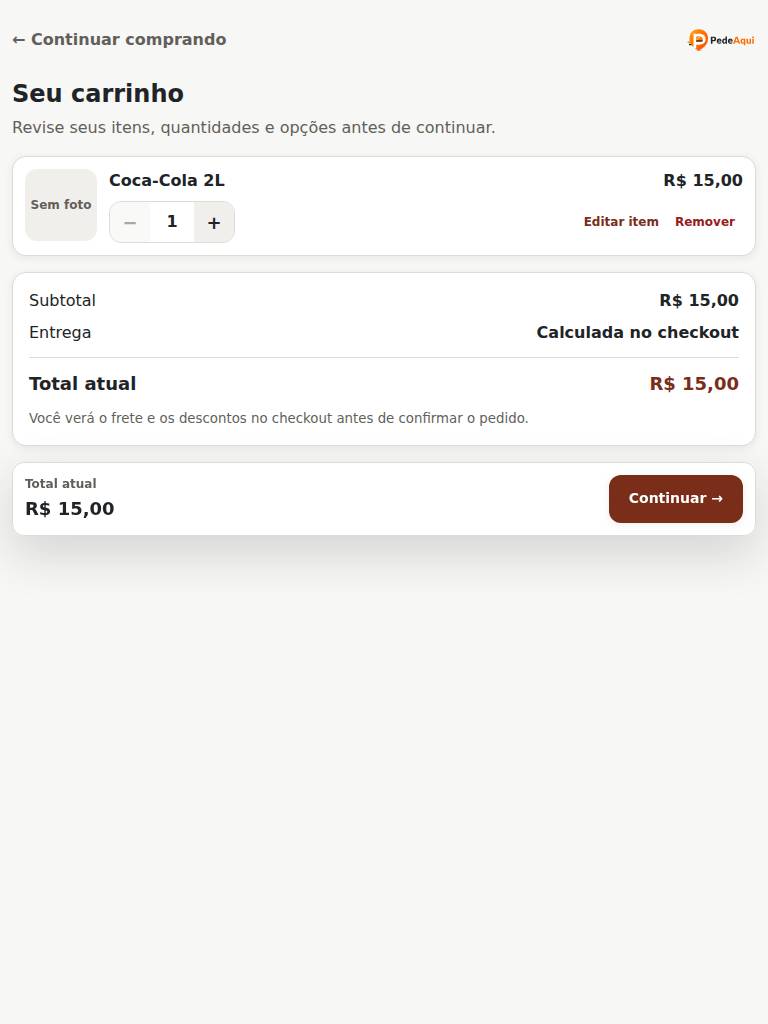 ← Continuar comprando
PedeAqui
Seu carrinho
Revise seus itens, quantidades e opções antes de continuar.
Sem foto
Coca-Cola 2L
R$ 15,00
− 1 +
Editar item
Remover
Subtotal
R$ 15,00
Entrega
Calculada no checkout
Total atual
R$ 15,00
Você verá o frete e os descontos no checkout antes de confirmar o pedido.
Total atual
R$ 15,00
Continuar →